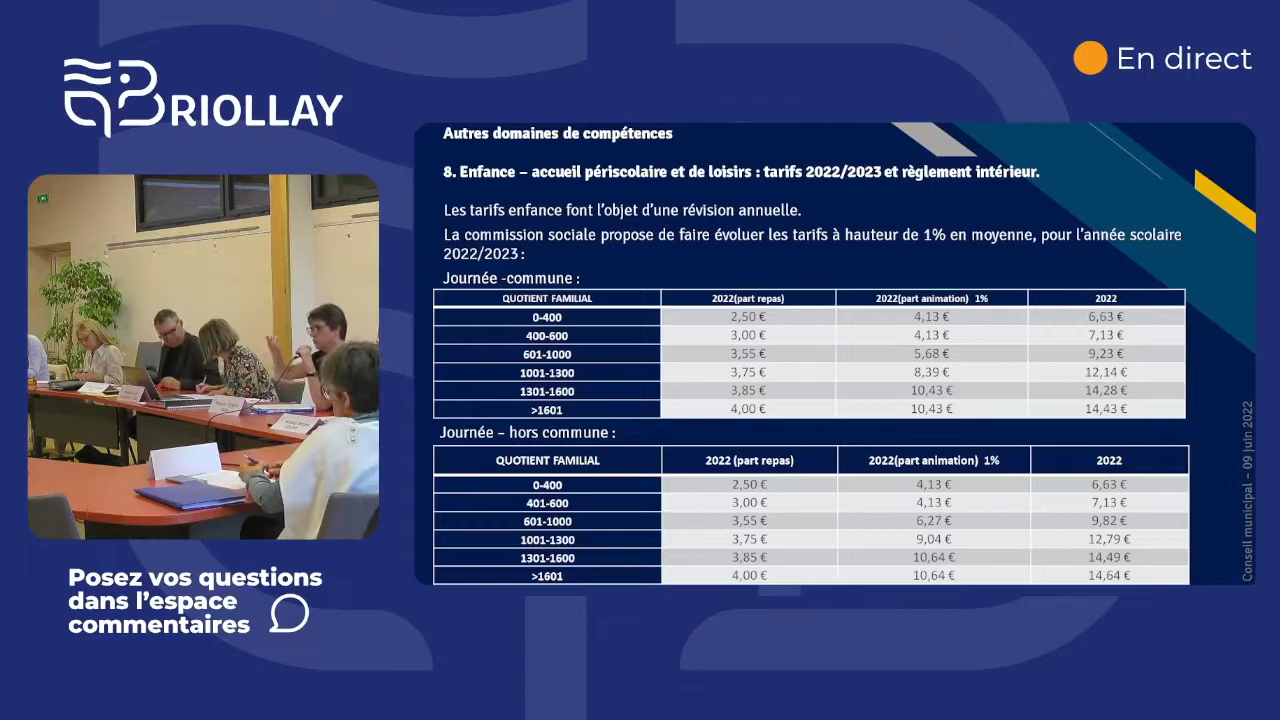 BRIOLLAY
En direct
Autres domaines de compétences
8. Enfance – accueil périscolaire et de loisirs : tarifs 2022/2023 et règlement intérieur.
Les tarifs enfance font l'objet d'une révision annuelle.
La commission sociale propose de faire évoluer les tarifs à hauteur de 1% en moyenne, pour l'année scolaire
2022/2023 :
Journée -commune :
QUOTIENT FAMILIAL 2022(part repas) 2022(part animation) 1% 2022
0-400 2,50 € 4,13 € 6,63 €
400-600 3,00 € 4,13 € 7,13 €
601-1000 3,55 € 5,68 € 9,23 €
1001-1300 3,75 € 8,39 € 12,14 €
1301-1600 3,85 € 10,43 € 14,28 €
>1601 4,00 € 10,43 € 14,43 €
Journée – hors commune :
QUOTIENT FAMILIAL 2022 (part repas) 2022(part animation) 1% 2022
0-400 2,50 € 4,13 € 6,63 €
401-600 3,00 € 4,13 € 7,13 €
601-1000 3,55 € 6,27 € 9,82 €
1001-1300 3,75 € 9,04 € 12,79 €
1301-1600 3,85 € 10,64 € 14,49 €
>1601 4,00 € 10,64 € 14,64 €
Conseil municipal – 09 juin 2022
Posez vos questions
dans l'espace
commentaires